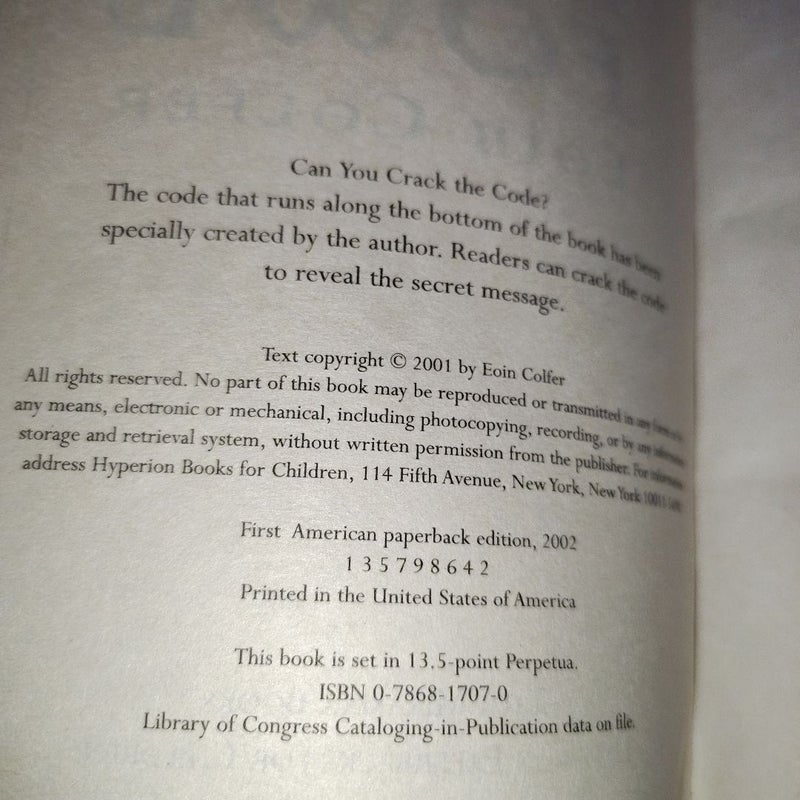 Can You Crack the Code?
The code that runs along the bottom of the book has been
specially created by the author. Readers can crack the code
to reveal the secret message.
Text copyright © 2001 by Eoin Colfer
All rights reserved. No part of this book may be reproduced or transmitted in any form or by
any means, electronic or mechanical, including photocopying, recording, or by any information
storage and retrieval system, without written permission from the publisher. For information
address Hyperion Books for Children, 114 Fifth Avenue, New York, New York
First American paperback edition, 2002
1 3 5 7 9 8 6 4 2
Printed in the United States of America
This book is set in 13.5-point Perpetua.
ISBN 0-7868-1707-0
Library of Congress Cataloging-in-Publication data on file.